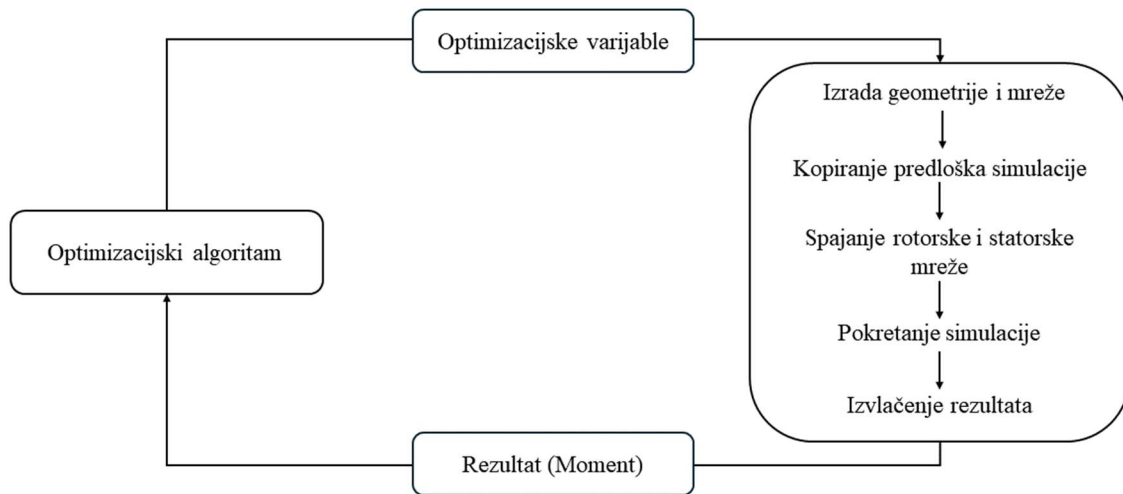 Optimizacijske varijable
Izrada geometrije i mreže
Kopiranje predloška simulacije
Spajanje rotorske i statorske
mreže
Pokretanje simulacije
Izvlačenje rezultata
Rezultat (Moment)
Optimizacijski algoritam